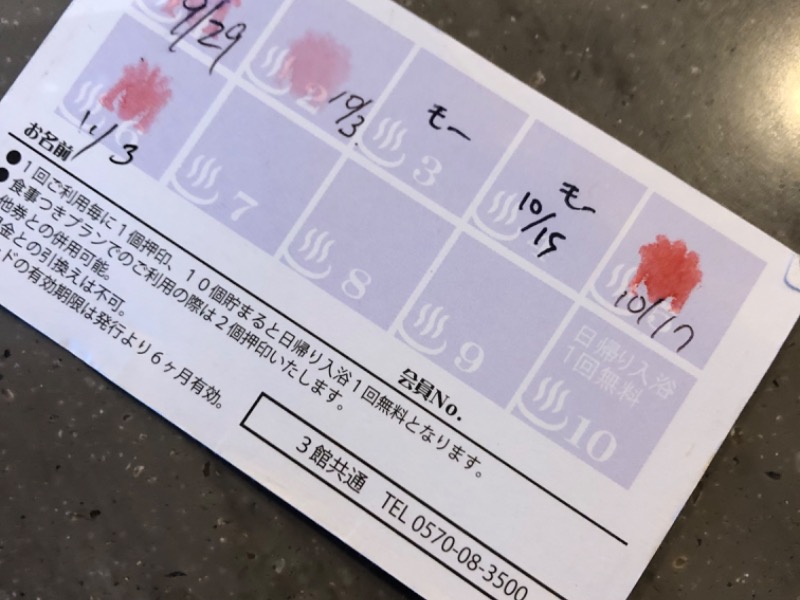 9/29
2 10/3
3 モー
モー 10/15
10/17
6 11/3
7
8
9
日帰り入浴
1回無料
10
お名前
会員No.
●1回ご利用毎に1個押印、10個貯まると日帰り入浴1回無料となります。
食事つきプランでのご利用の際は2個押印いたします。
他券との併用可能。
金との引換えは不可。
ドの有効期限は発行より6ヶ月有効。
3館共通 TEL 0570-08-3500